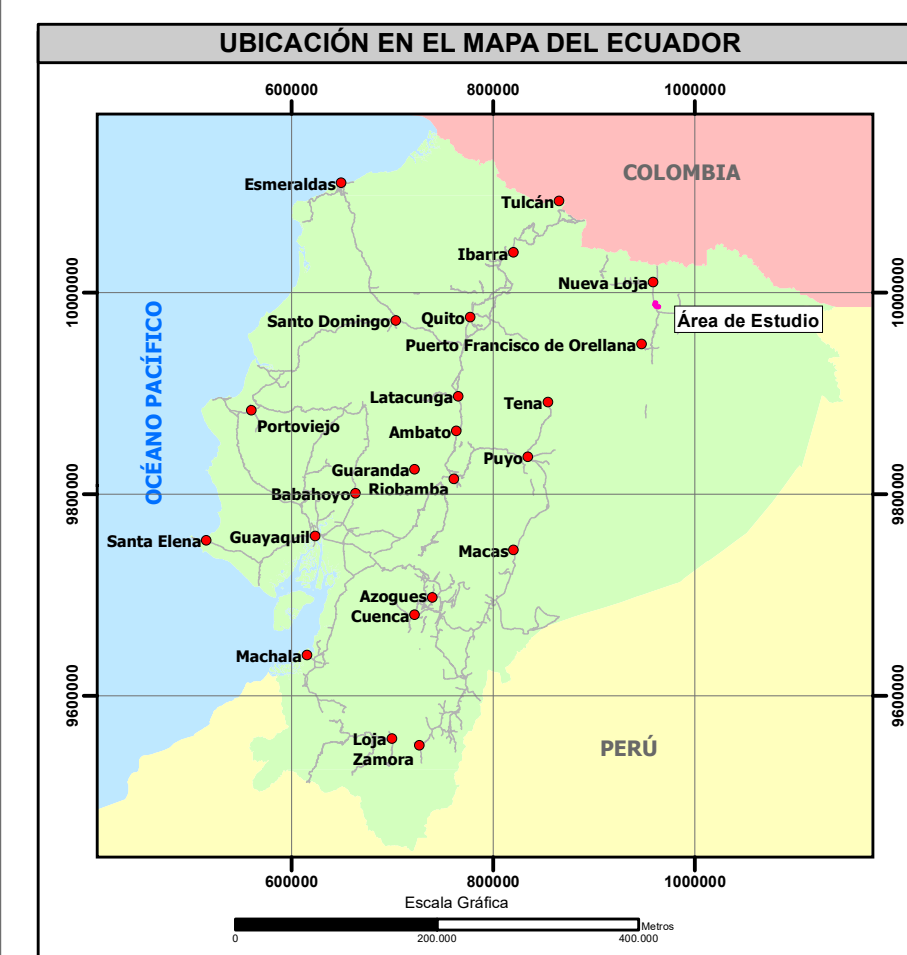 UBICACIÓN EN EL MAPA DEL ECUADOR
600000 800000 1000000
COLOMBIA
Esmeraldas
Tulcán
Ibarra
Nueva Loja
10000000
10000000
Área de Estudio
Santo Domingo
Quito
Puerto Francisco de Orellana
OCÉANO PACÍFICO
Latacunga
Tena
Portoviejo
Ambato
Puyo
Guaranda
Riobamba
Babahoyo
9800000
9800000
Santa Elena
Guayaquil
Macas
Azogues
Cuenca
Machala
9600000
9600000
Loja
Zamora
PERÚ
600000 800000 1000000
Escala Gráfica
Metros
0 200.000 400.000